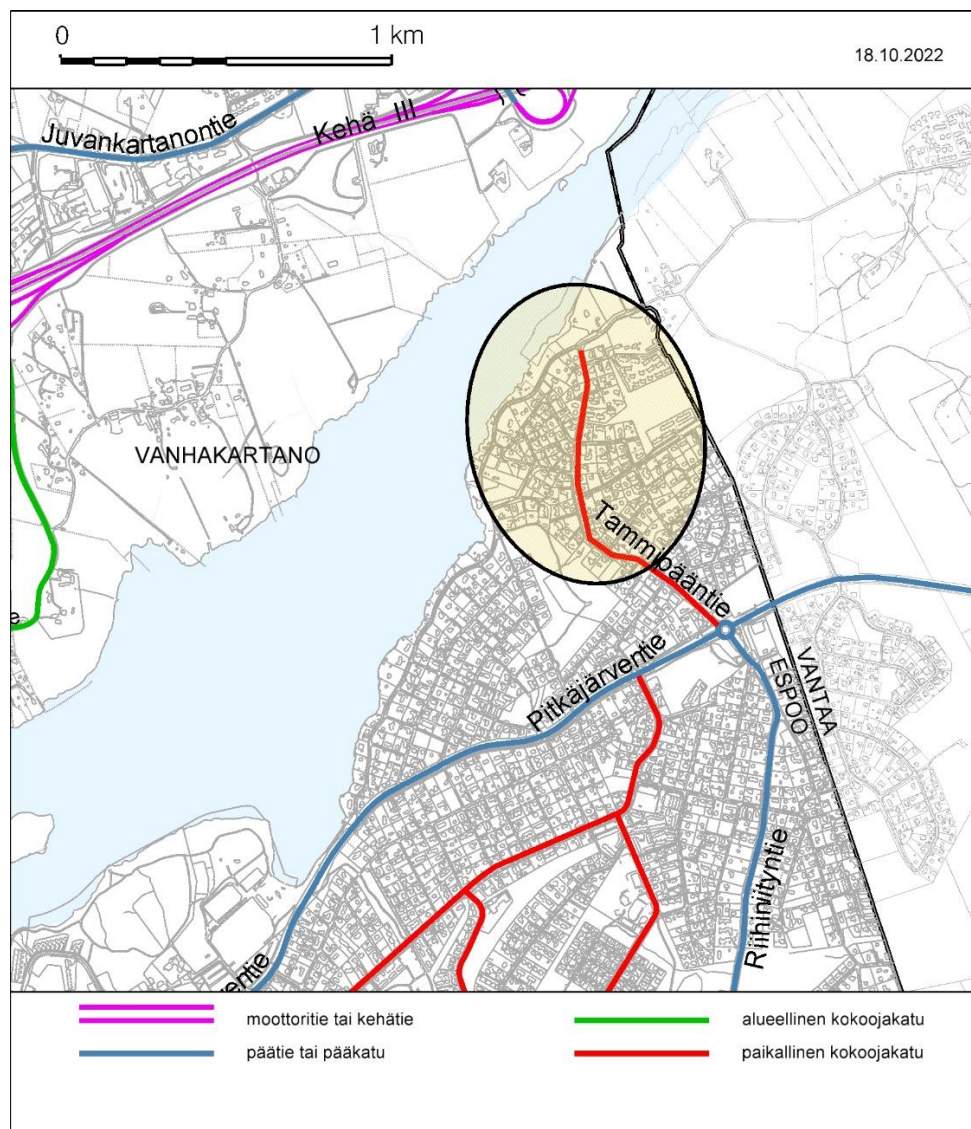 0 1 km
18.10.2022
Juvankartanontie
Kehä III
VANHAKARTANO
Tammipääntie
Pitkäjärventie
VANTAA
ESPOO
Riihiniityntie
ventie
moottoritie tai kehätie
alueellinen kokoojakatu
päätie tai pääkatu
paikallinen kokoojakatu